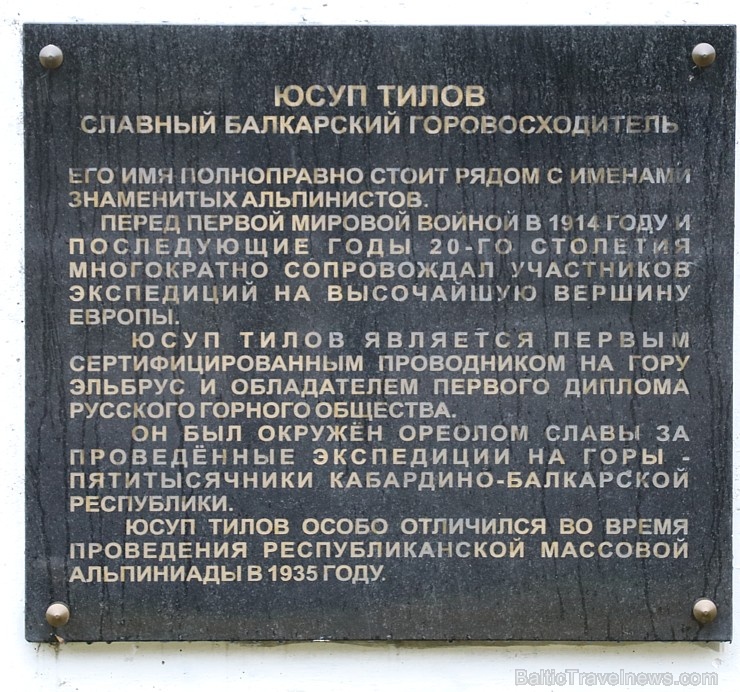 ЮСУП ТИЛОВ
СЛАВНЫЙ БАЛКАРСКИЙ ГОРОВОСХОДИТЕЛЬ
ЕГО ИМЯ ПОЛНОПРАВНО СТОИТ РЯДОМ С ИМЕНАМИ
ЗНАМЕНИТЫХ АЛЬПИНИСТОВ.
ПЕРЕД ПЕРВОЙ МИРОВОЙ ВОЙНОЙ В 1914 ГОДУ И
ПОСЛЕДУЮЩИЕ ГОДЫ 20-ГО СТОЛЕТИЯ
МНОГОКРАТНО СОПРОВОЖДАЛ УЧАСТНИКОВ
ЭКСПЕДИЦИЙ НА ВЫСОЧАЙШУЮ ВЕРШИНУ
ЕВРОПЫ.
ЮСУП ТИЛОВ ЯВЛЯЕТСЯ ПЕРВЫМ
СЕРТИФИЦИРОВАННЫМ ПРОВОДНИКОМ НА ГОРУ
ЭЛЬБРУС И ОБЛАДАТЕЛЕМ ПЕРВОГО ДИПЛОМА
РУССКОГО ГОРНОГО ОБЩЕСТВА.
ОН БЫЛ ОКРУЖЁН ОРЕОЛОМ СЛАВЫ ЗА
ПРОВЕДЁННЫЕ ЭКСПЕДИЦИИ НА ГОРЫ -
ПЯТИТЫСЯЧНИКИ КАБАРДИНО-БАЛКАРСКОЙ
РЕСПУБЛИКИ.
ЮСУП ТИЛОВ ОСОБО ОТЛИЧИЛСЯ ВО ВРЕМЯ
ПРОВЕДЕНИЯ РЕСПУБЛИКАНСКОЙ МАССОВОЙ
АЛЬПИНИАДЫ В 1935 ГОДУ.
BalticTravelnews.com